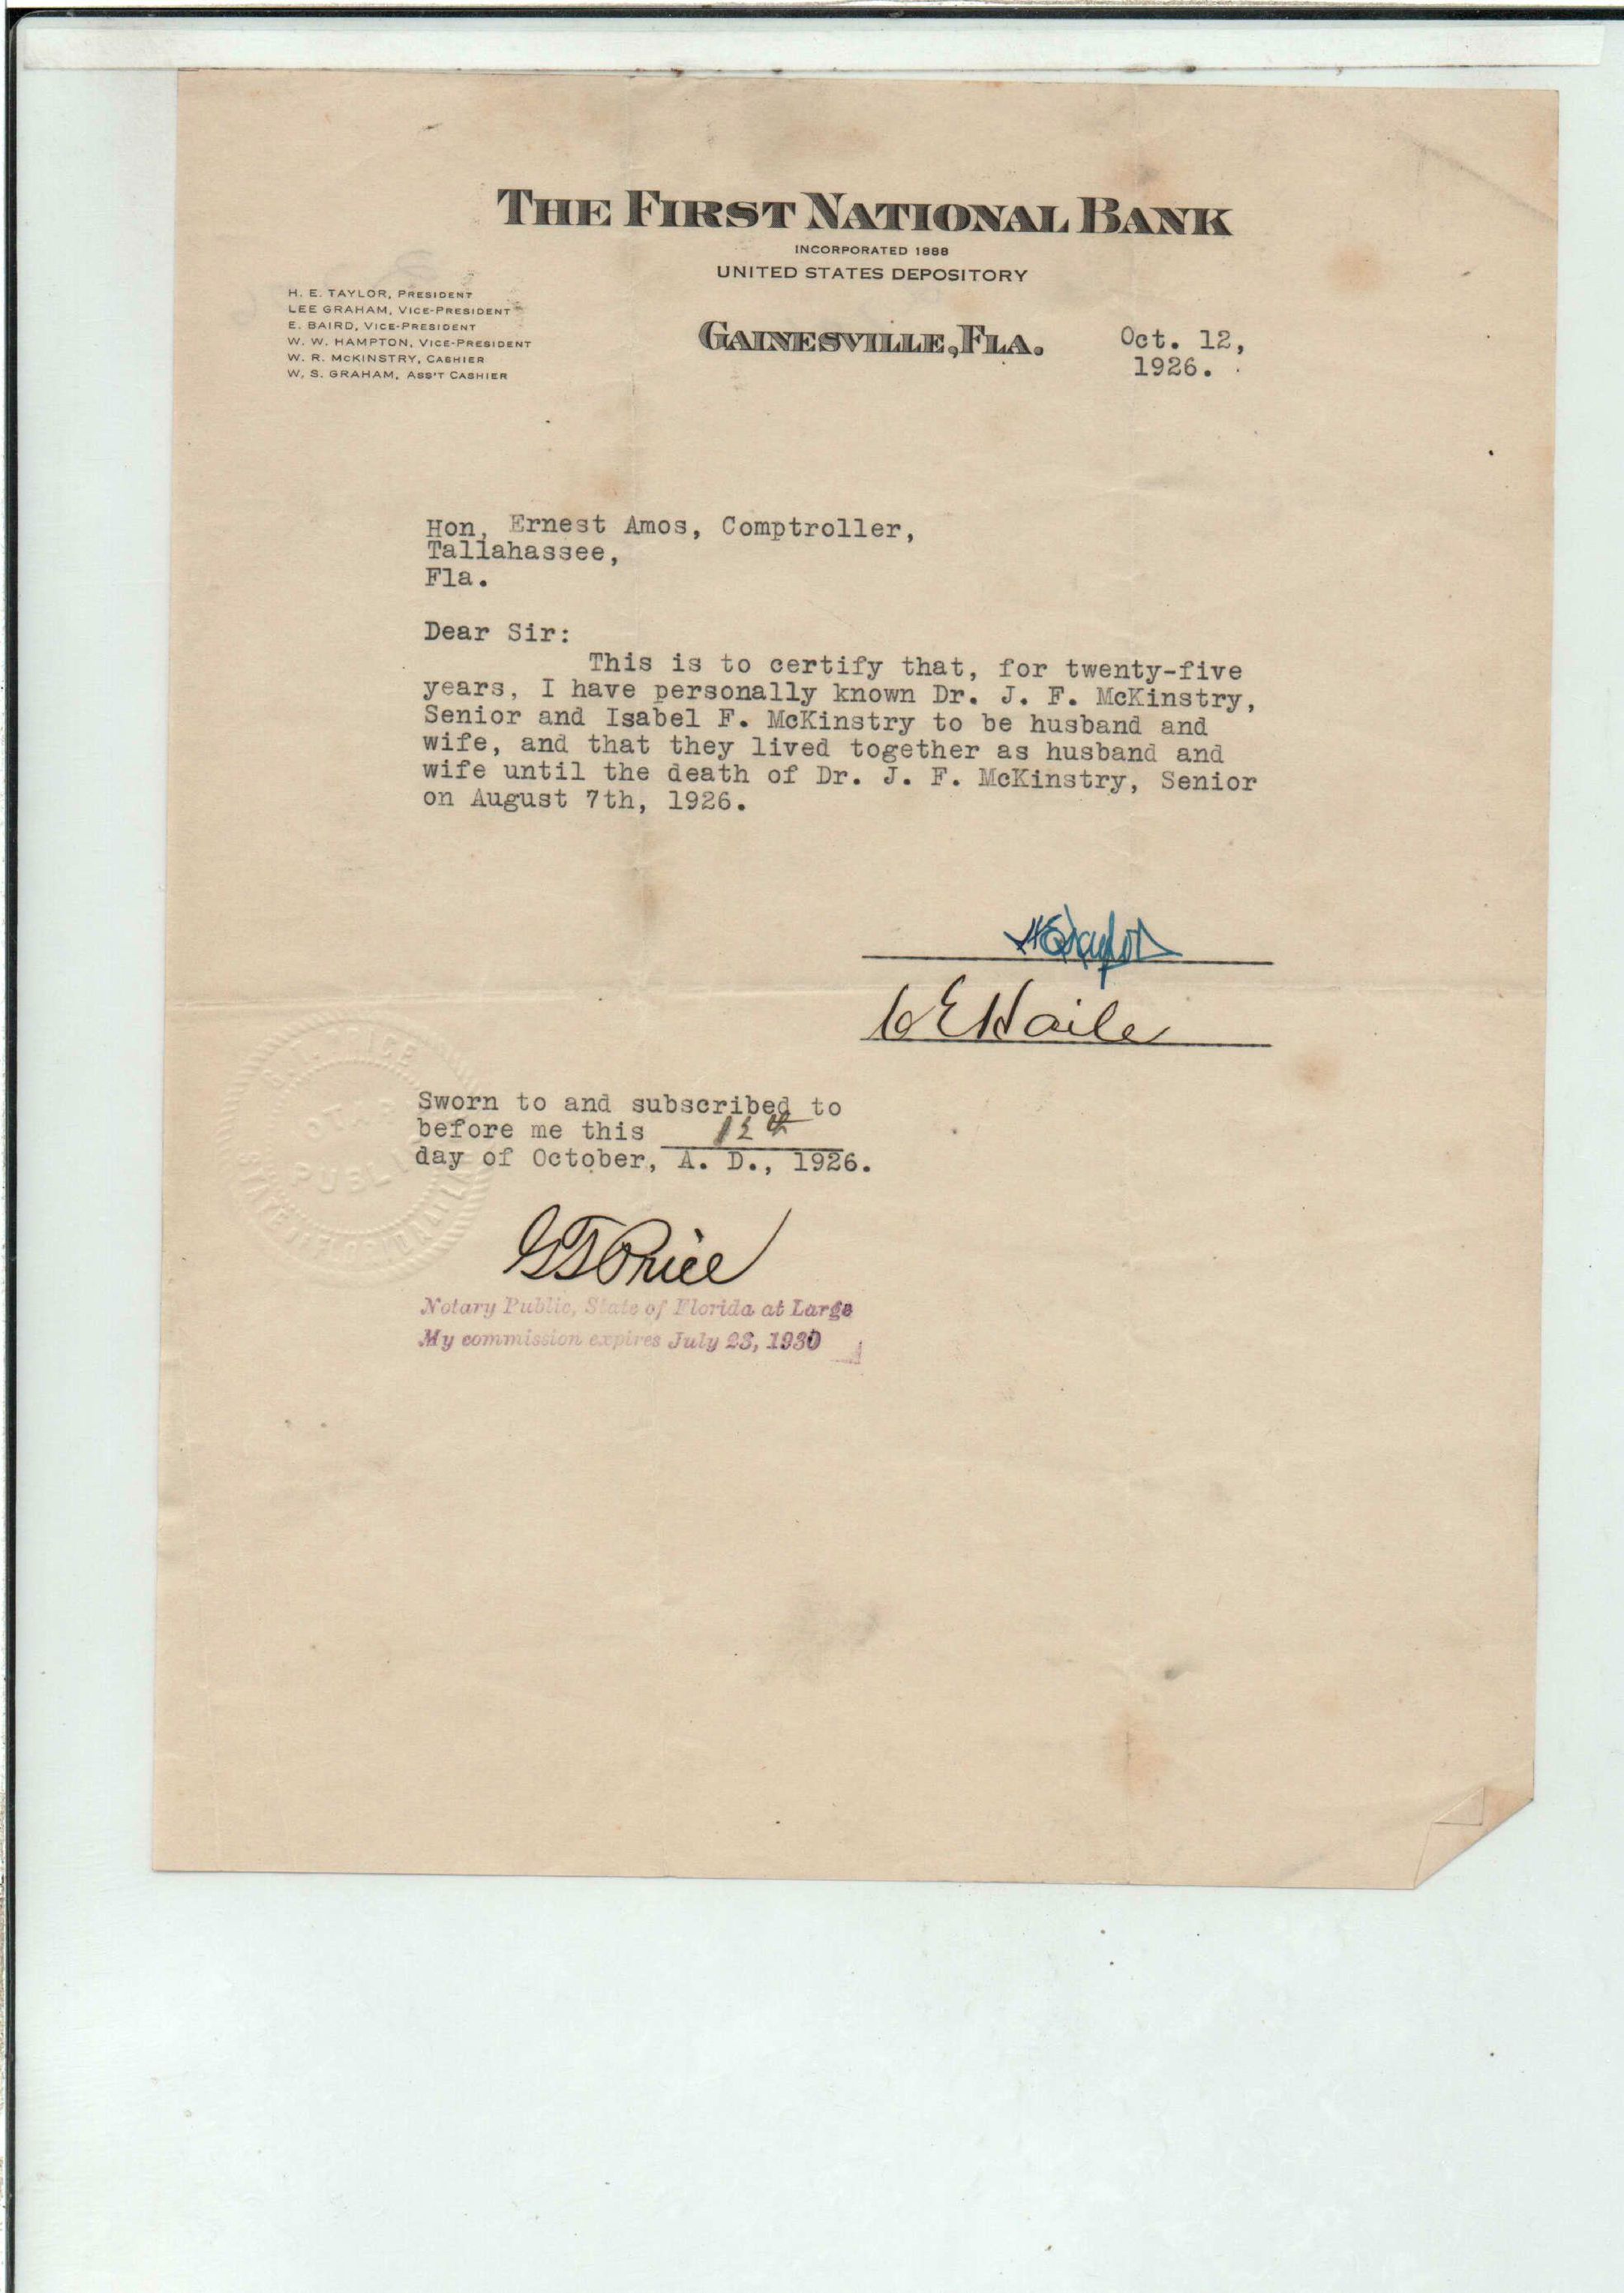 THE FIRST NATIONAL BANK
INCORPORATED 1888
UNITED STATES DEPOSITORY
H. E. TAYLOR, PRESIDENT
LEE GRAHAM, VICE-PRESIDENT
E. BAIRD, VICE-PRESIDENT
W. W. HAMPTON, VICE-PRESIDENT
W. R. MCKINSTRY, CASHIER
W. S. GRAHAM, ASS'T CASHIER
GAINESVILLE, FLA.
Oct. 12,
1926.
Hon, Ernest Amos, Comptroller,
Tallahassee,
Fla.
Dear Sir:
This is to certify that, for twenty-five
years, I have personally known Dr. J. F. McKinstry,
Senior and Isabel F. McKinstry to be husband and
wife, and that they lived together as husband and
wife until the death of Dr. J. F. McKinstry, Senior
on August 7th, 1926.
HETaylor
EHaile
Sworn to and subscribed to
before me this 12th
day of October, A. D., 1926.
PRICE
PUBLIC
Price
Notary Public, State of Florida at Large
My commission expires July 23, 1930